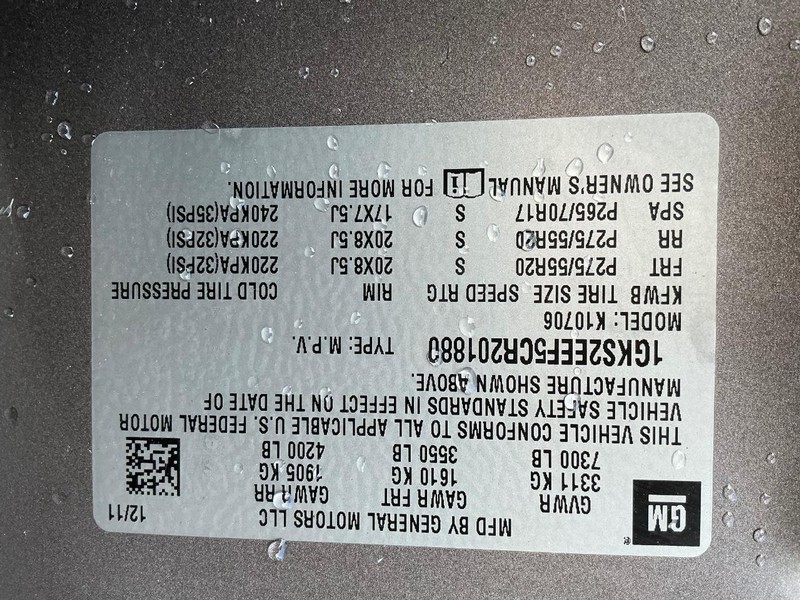 MFD BY GENERAL MOTORS LLC 12/11
GM®
GVWR GAWR FRT GAWR RR
3311 KG 1610 KG 1905 KG
7300 LB 3550 LB 4200 LB
THIS VEHICLE CONFORMS TO ALL APPLICABLE U.S. FEDERAL MOTOR
VEHICLE SAFETY STANDARDS IN EFFECT ON THE DATE OF
MANUFACTURE SHOWN ABOVE.
1GKS2EEF5CR201880 TYPE: M.P.V.
MODEL: K10706
KFWB TIRE SIZE SPEED RTG RIM COLD TIRE PRESSURE
FRT P275/55R20 S 20X8.5J 220KPA(32PSI)
RR P275/55R20 S 20X8.5J 220KPA(32PSI)
SPA P265/70R17 S 17X7.5J 240KPA(35PSI)
SEE OWNER'S MANUAL i FOR MORE INFORMATION.